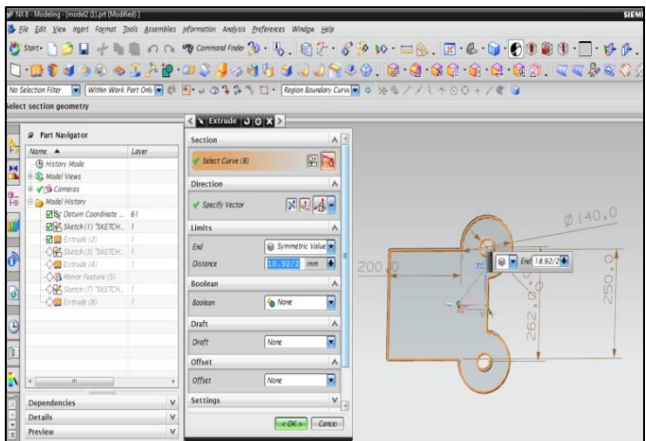 NX 8 - Modeling - [model2 (1).prt (Modified) ]
SIEM
File Edit View Insert Format Tools Assemblies Information Analysis Preferences Window Help
Start Command Finder
No Selection Filter Within Work Part Only Region Boundary Curve
Select section geometry
Part Navigator
Name Layer
History Mode
Model Views
Cameras
Model History
Datum Coordinate ... 61
Sketch (1) "SKETCH... 1
Extrude (2) 1
Sketch (3) "SKETCH... 1
Extrude (4) 1
Mirror Feature (5) 1
Sketch (7) "SKETCH... 1
Extrude (8) 1
Dependencies
Details
Preview
Extrude
Section
Select Curve (8)
Direction
Specify Vector
Limits
End Symmetric Value
Distance 18.92/2 mm
Boolean
Boolean None
Draft
Draft None
Offset
Offset None
Settings
< OK > Cancel
Ø 140,0
End 18.92/2
200,0
262,0
250,0